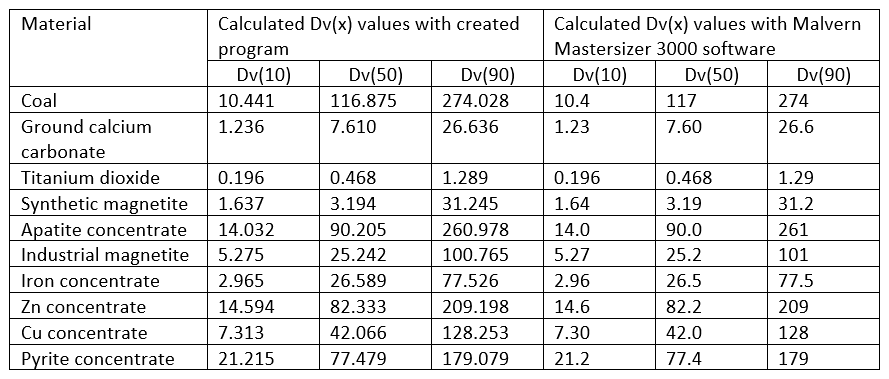 Material Calculated Dv(x) values with created program Calculated Dv(x) values with Malvern Mastersizer 3000 software
Dv(10) Dv(50) Dv(90) Dv(10) Dv(50) Dv(90)
Coal 10.441 116.875 274.028 10.4 117 274
Ground calcium carbonate 1.236 7.610 26.636 1.23 7.60 26.6
Titanium dioxide 0.196 0.468 1.289 0.196 0.468 1.29
Synthetic magnetite 1.637 3.194 31.245 1.64 3.19 31.2
Apatite concentrate 14.032 90.205 260.978 14.0 90.0 261
Industrial magnetite 5.275 25.242 100.765 5.27 25.2 101
Iron concentrate 2.965 26.589 77.526 2.96 26.5 77.5
Zn concentrate 14.594 82.333 209.198 14.6 82.2 209
Cu concentrate 7.313 42.066 128.253 7.30 42.0 128
Pyrite concentrate 21.215 77.479 179.079 21.2 77.4 179